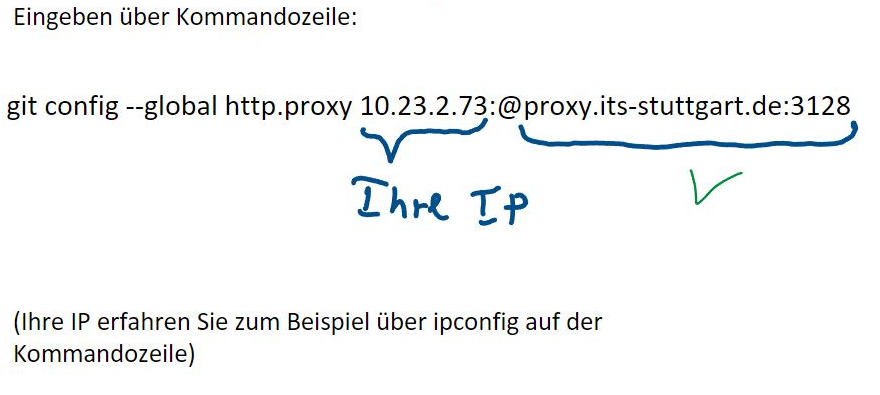 Eingeben über Kommandozeile:
git config --global http.proxy 10.23.2.73:@proxy.its-stuttgart.de:3128
Ihre IP
(Ihre IP erfahren Sie zum Beispiel über ipconfig auf der
Kommandozeile)